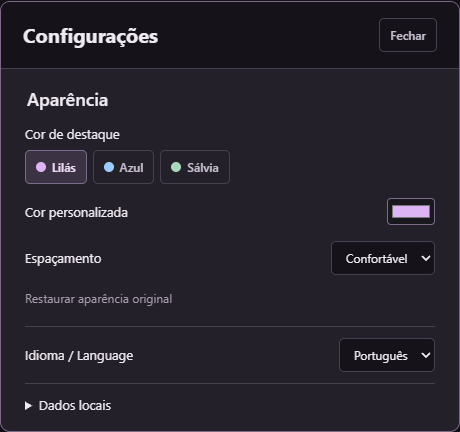 Configurações
Fechar
Aparência
Cor de destaque
Lilás
Azul
Sálvia
Cor personalizada
Espaçamento
Confortável
Restaurar aparência original
Idioma / Language
Português
Dados locais